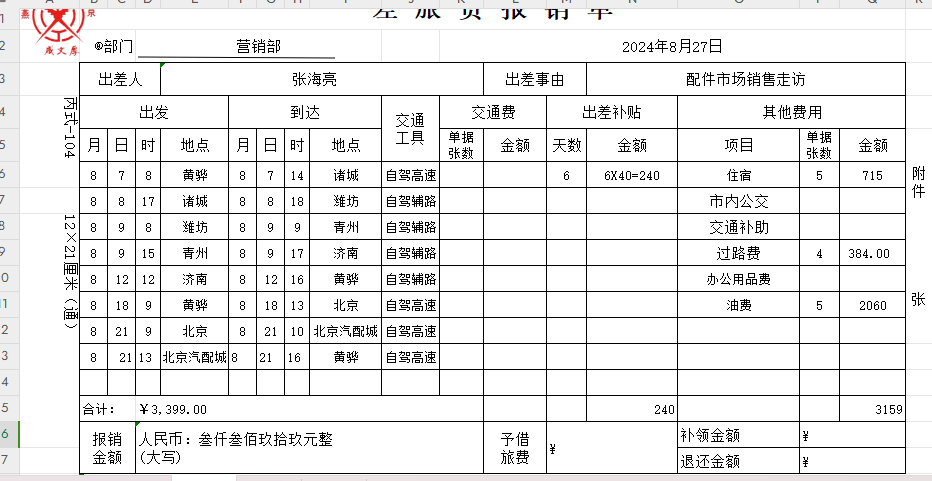 差旅费报销单
燕 京
成文厚
@部门 营销部 2024年8月27日
出差人 张海亮 出差事由 配件市场销售走访
出发 到达 交通工具 交通费 出差补贴 其他费用
月 日 时 地点 月 日 时 地点 单据张数 金额 天数 金额 项目 单据张数 金额
8 7 8 黄骅 8 7 14 诸城 自驾高速 6 6X40=240 住宿 5 715
8 8 17 诸城 8 8 18 潍坊 自驾辅路 市内公交
8 9 8 潍坊 8 9 9 青州 自驾辅路 交通补助
8 9 15 青州 8 9 17 济南 自驾辅路 过路费 4 384.00
8 12 12 济南 8 12 16 黄骅 自驾辅路 办公用品费
8 18 9 黄骅 8 18 13 北京 自驾高速 油费 5 2060
8 21 9 北京 8 21 10 北京汽配城 自驾高速
8 21 13 北京汽配城 8 21 16 黄骅 自驾高速
合计: ￥3,399.00 240 3159
报销金额 人民币：叁仟叁佰玖拾玖元整
(大写)
予借旅费 ¥ 补领金额 ¥
退还金额 ¥
丙式-104
12×21厘米（通）
附件
张